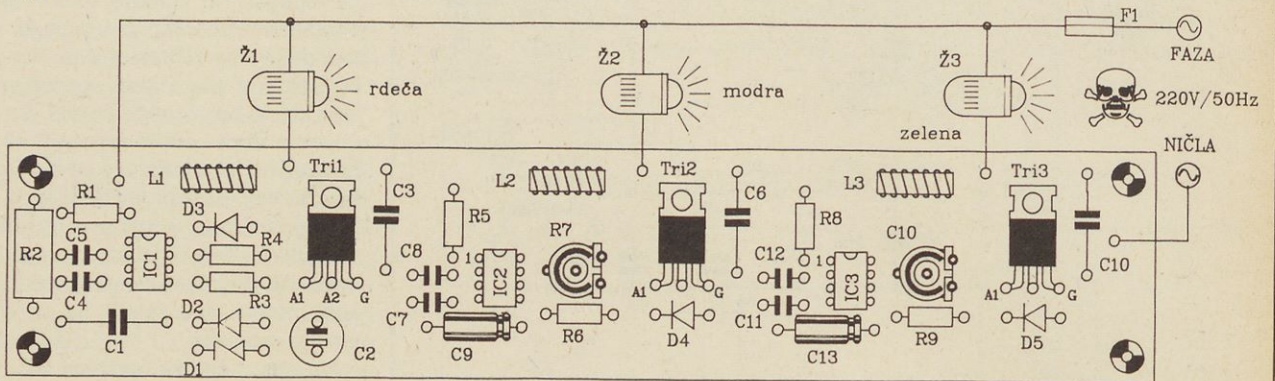 F1
FAZA
Ž1
rdeča
Ž2
modra
Ž3
zelena
220V/50Hz
NIČLA
L1
Tri1
C3
L2
Tri2
C6
L3
Tri3
R1
R2
C5
C4
IC1
C1
D3
R4
R3
D2
D1
A1 A2 G
C2
R5
C8
1
IC2
C7
C9
R7
R6
A1 G
D4
R8
C12
1
IC3
C11
C13
C10
R9
A1 G
D5
C10